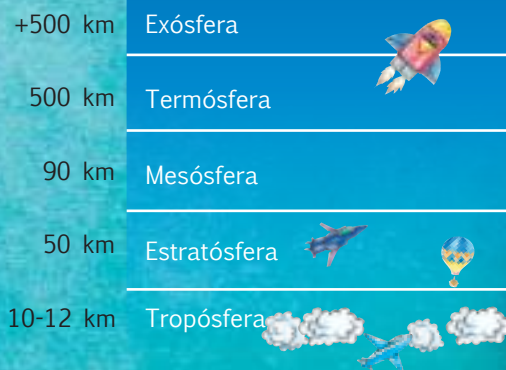 +500 km Exósfera
500 km Termósfera
90 km Mesósfera
50 km Estratósfera
10-12 km Tropósfera